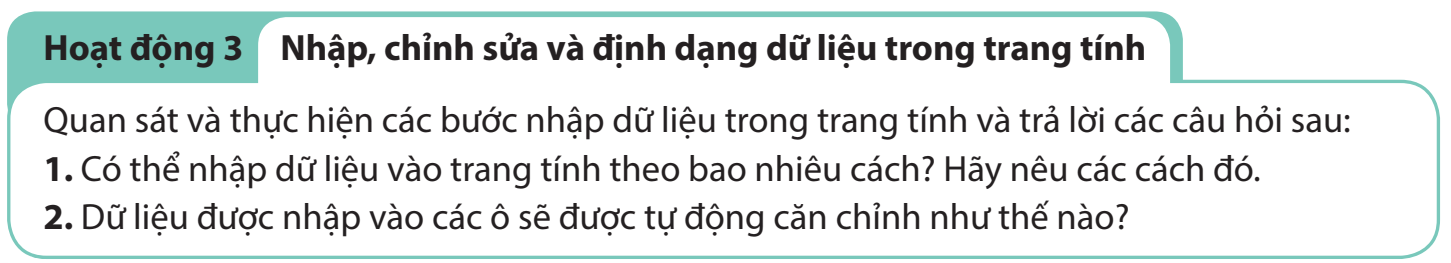 Hoạt động 3 Nhập, chỉnh sửa và định dạng dữ liệu trong trang tính
Quan sát và thực hiện các bước nhập dữ liệu trong trang tính và trả lời các câu hỏi sau:
1. Có thể nhập dữ liệu vào trang tính theo bao nhiêu cách? Hãy nêu các cách đó.
2. Dữ liệu được nhập vào các ô sẽ được tự động căn chỉnh như thế nào?